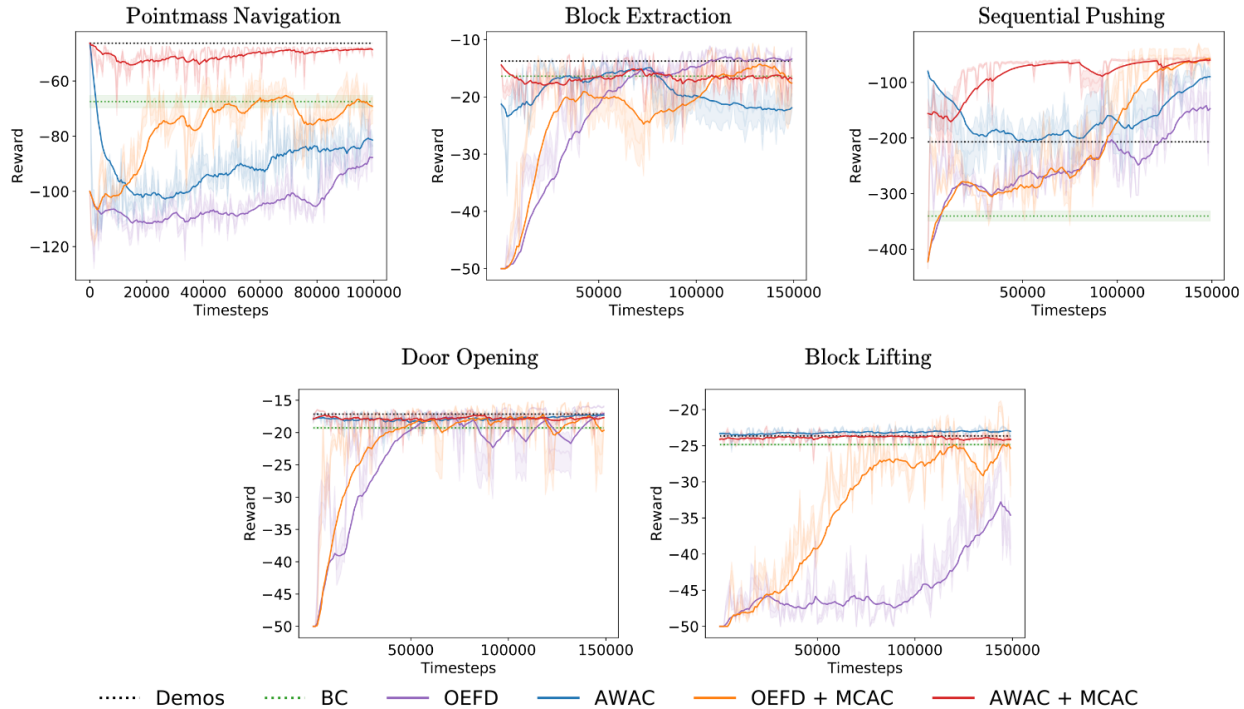 Pointmass Navigation
Block Extraction
Sequential Pushing
Reward
−60
−80
−100
−120
0 20000 40000 60000 80000 100000
Timesteps
Reward
−10
−20
−30
−40
−50
50000 100000 150000
Timesteps
Reward
−100
−200
−300
−400
50000 100000 150000
Timesteps
Door Opening
Block Lifting
Reward
−15
−20
−25
−30
−35
−40
−45
−50
50000 100000 150000
Timesteps
Reward
−20
−25
−30
−35
−40
−45
−50
50000 100000 150000
Timesteps
Demos BC OEFD AWAC OEFD + MCAC AWAC + MCAC